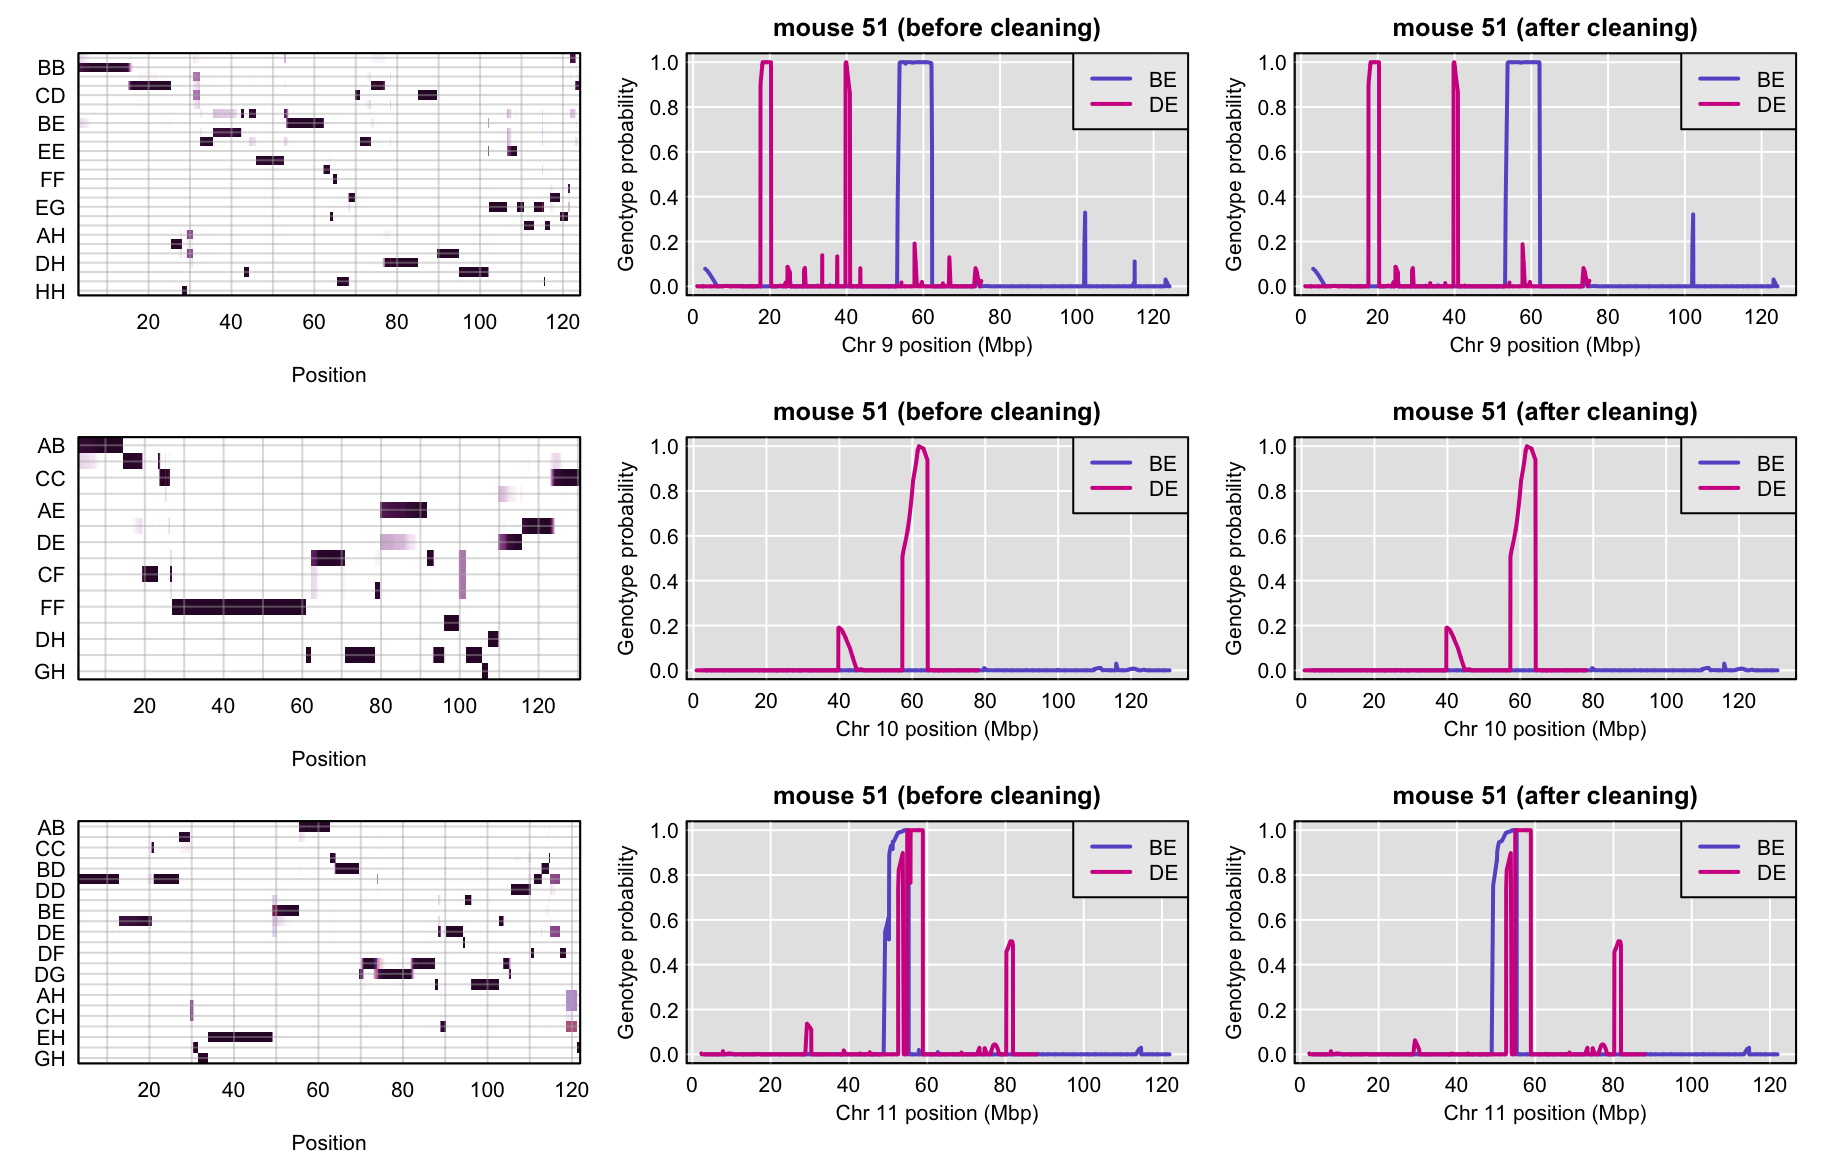 mouse 51 (before cleaning)
mouse 51 (after cleaning)
BB
CD
BE
EE
FF
EG
AH
DH
HH
20 40 60 80 100 120
Position
Genotype probability
1.0
0.8
0.6
0.4
0.2
0.0
BE
DE
0 20 40 60 80 100 120
Chr 9 position (Mbp)
Genotype probability
1.0
0.8
0.6
0.4
0.2
0.0
BE
DE
0 20 40 60 80 100 120
Chr 9 position (Mbp)
mouse 51 (before cleaning)
mouse 51 (after cleaning)
AB
CC
AE
DE
CF
FF
DH
GH
20 40 60 80 100 120
Position
Genotype probability
1.0
0.8
0.6
0.4
0.2
0.0
BE
DE
0 20 40 60 80 100 120
Chr 10 position (Mbp)
Genotype probability
1.0
0.8
0.6
0.4
0.2
0.0
BE
DE
0 20 40 60 80 100 120
Chr 10 position (Mbp)
mouse 51 (before cleaning)
mouse 51 (after cleaning)
AB
CC
BD
DD
BE
DE
DF
DG
AH
CH
EH
GH
20 40 60 80 100 120
Position
Genotype probability
1.0
0.8
0.6
0.4
0.2
0.0
BE
DE
0 20 40 60 80 100 120
Chr 11 position (Mbp)
Genotype probability
1.0
0.8
0.6
0.4
0.2
0.0
BE
DE
0 20 40 60 80 100 120
Chr 11 position (Mbp)